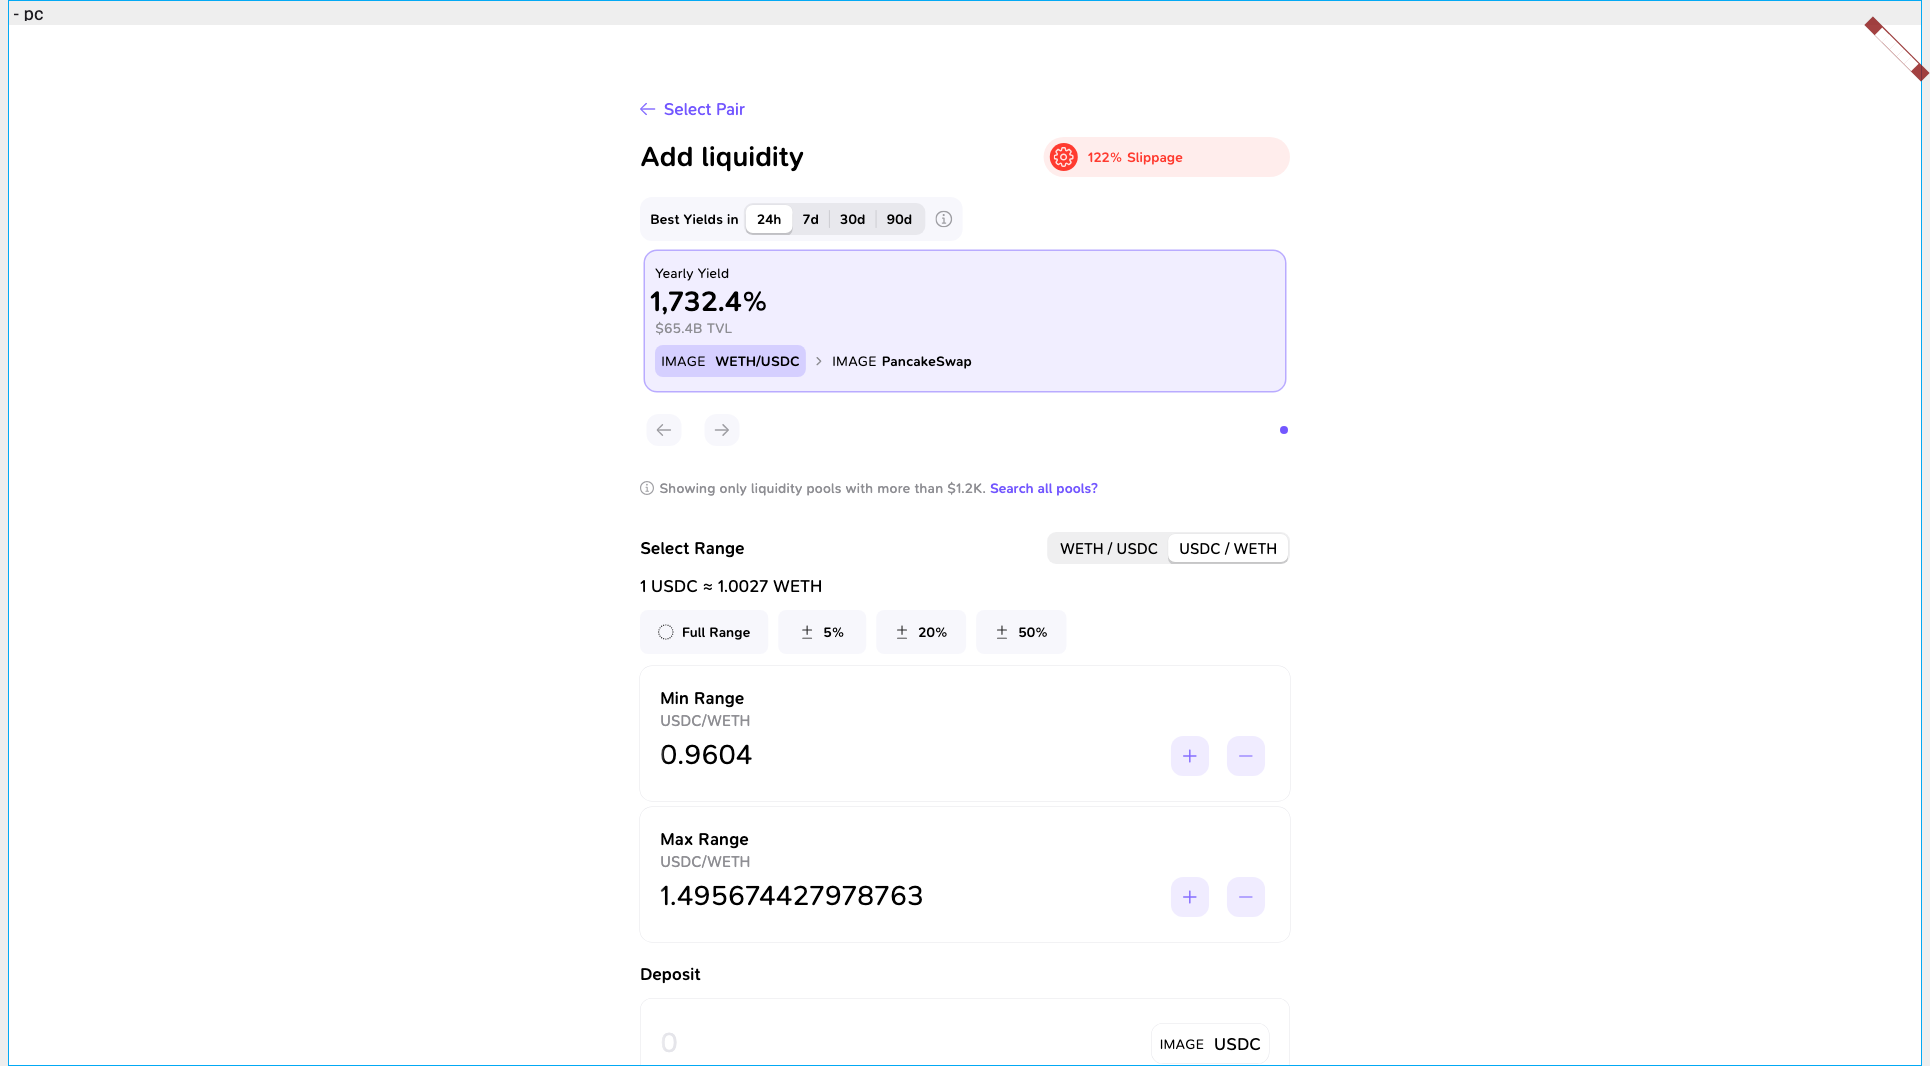 - pc
Select Pair
Add liquidity
122% Slippage
Best Yields in 24h 7d 30d 90d
Yearly Yield
1,732.4%
$65.4B TVL
IMAGE WETH/USDC > IMAGE PancakeSwap
Showing only liquidity pools with more than $1.2K. Search all pools?
Select Range
WETH / USDC USDC / WETH
1 USDC ≈ 1.0027 WETH
Full Range ± 5% ± 20% ± 50%
Min Range
USDC/WETH
0.9604
+ −
Max Range
USDC/WETH
1.495674427978763
+ −
Deposit
0
IMAGE USDC